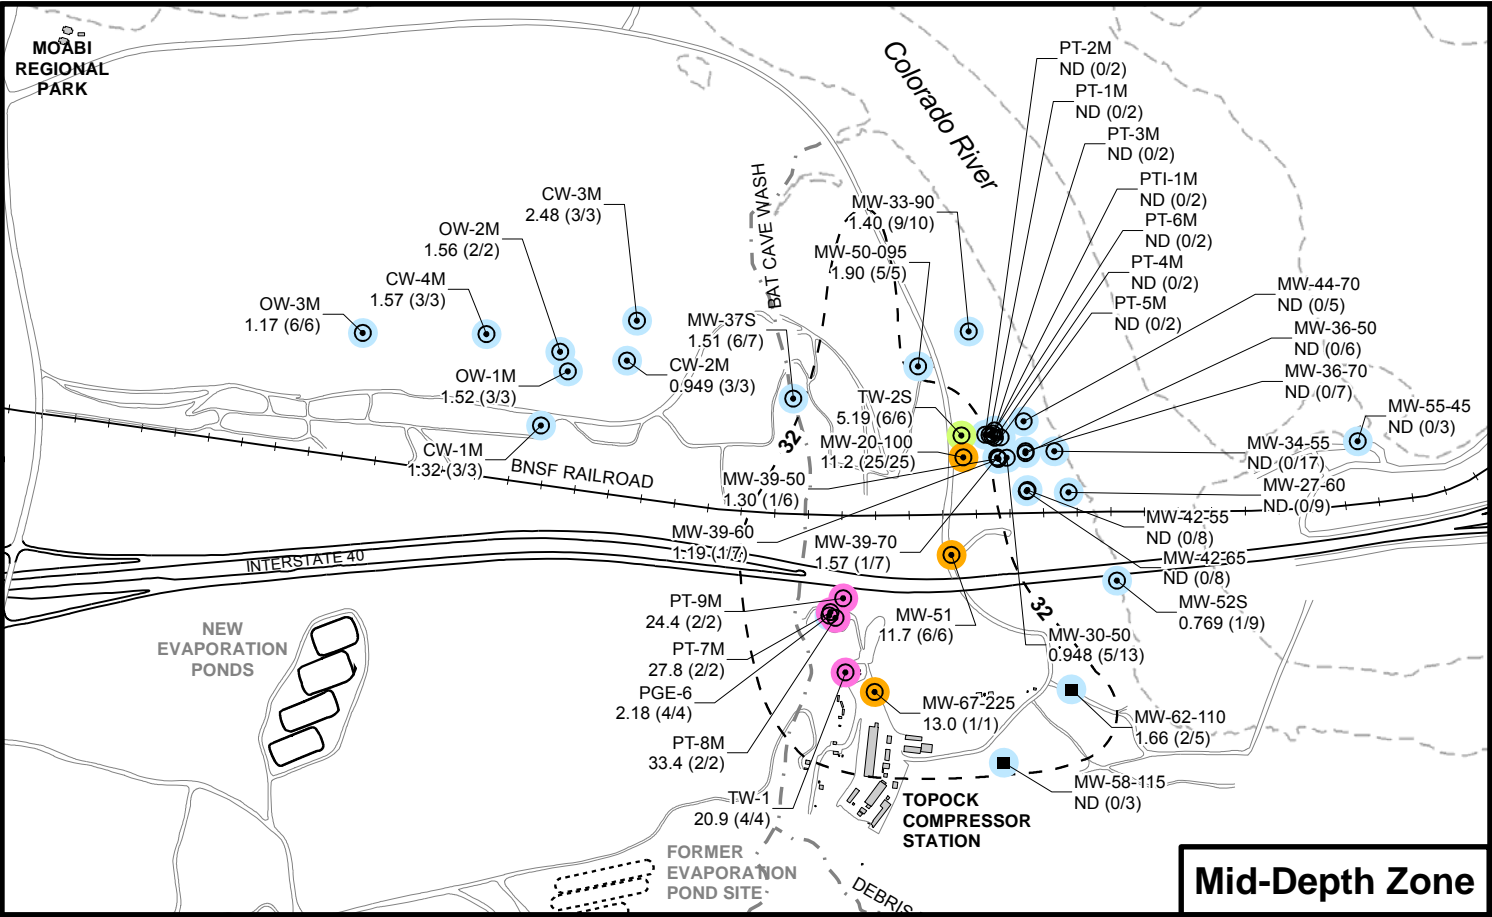 MOABI
REGIONAL
PARK
Colorado River
BAT CAVE WASH
PT-2M
ND (0/2)
PT-1M
ND (0/2)
PT-3M
ND (0/2)
PTI-1M
ND (0/2)
PT-6M
ND (0/2)
PT-4M
ND (0/2)
PT-5M
ND (0/2)
CW-3M
2.48 (3/3)
OW-2M
1.56 (2/2)
CW-4M
1.57 (3/3)
OW-3M
1.17 (6/6)
MW-33-90
1.40 (9/10)
MW-50-095
1.90 (5/5)
MW-37S
1.51 (6/7)
CW-2M
0.949 (3/3)
OW-1M
1.52 (3/3)
CW-1M
1.32 (3/3)
TW-2S
5.19 (6/6)
MW-20-100
11.2 (25/25)
MW-39-50
1.30 (1/6)
MW-39-60
1.19 (1/7)
MW-39-70
1.57 (1/7)
MW-44-70
ND (0/5)
MW-36-50
ND (0/6)
MW-36-70
ND (0/7)
MW-55-45
ND (0/3)
MW-34-55
ND (0/17)
MW-27-60
ND (0/9)
MW-42-55
ND (0/8)
MW-42-65
ND (0/8)
MW-52S
0.769 (1/9)
32
32
BNSF RAILROAD
INTERSTATE 40
NEW
EVAPORATION
PONDS
PT-9M
24.4 (2/2)
PT-7M
27.8 (2/2)
PGE-6
2.18 (4/4)
PT-8M
33.4 (2/2)
TW-1
20.9 (4/4)
MW-51
11.7 (6/6)
MW-30-50
0.948 (5/13)
MW-67-225
13.0 (1/1)
MW-62-110
1.66 (2/5)
MW-58-115
ND (0/3)
TOPOCK
COMPRESSOR
STATION
FORMER
EVAPORATION
POND SITE
DEBRIS
Mid-Depth Zone